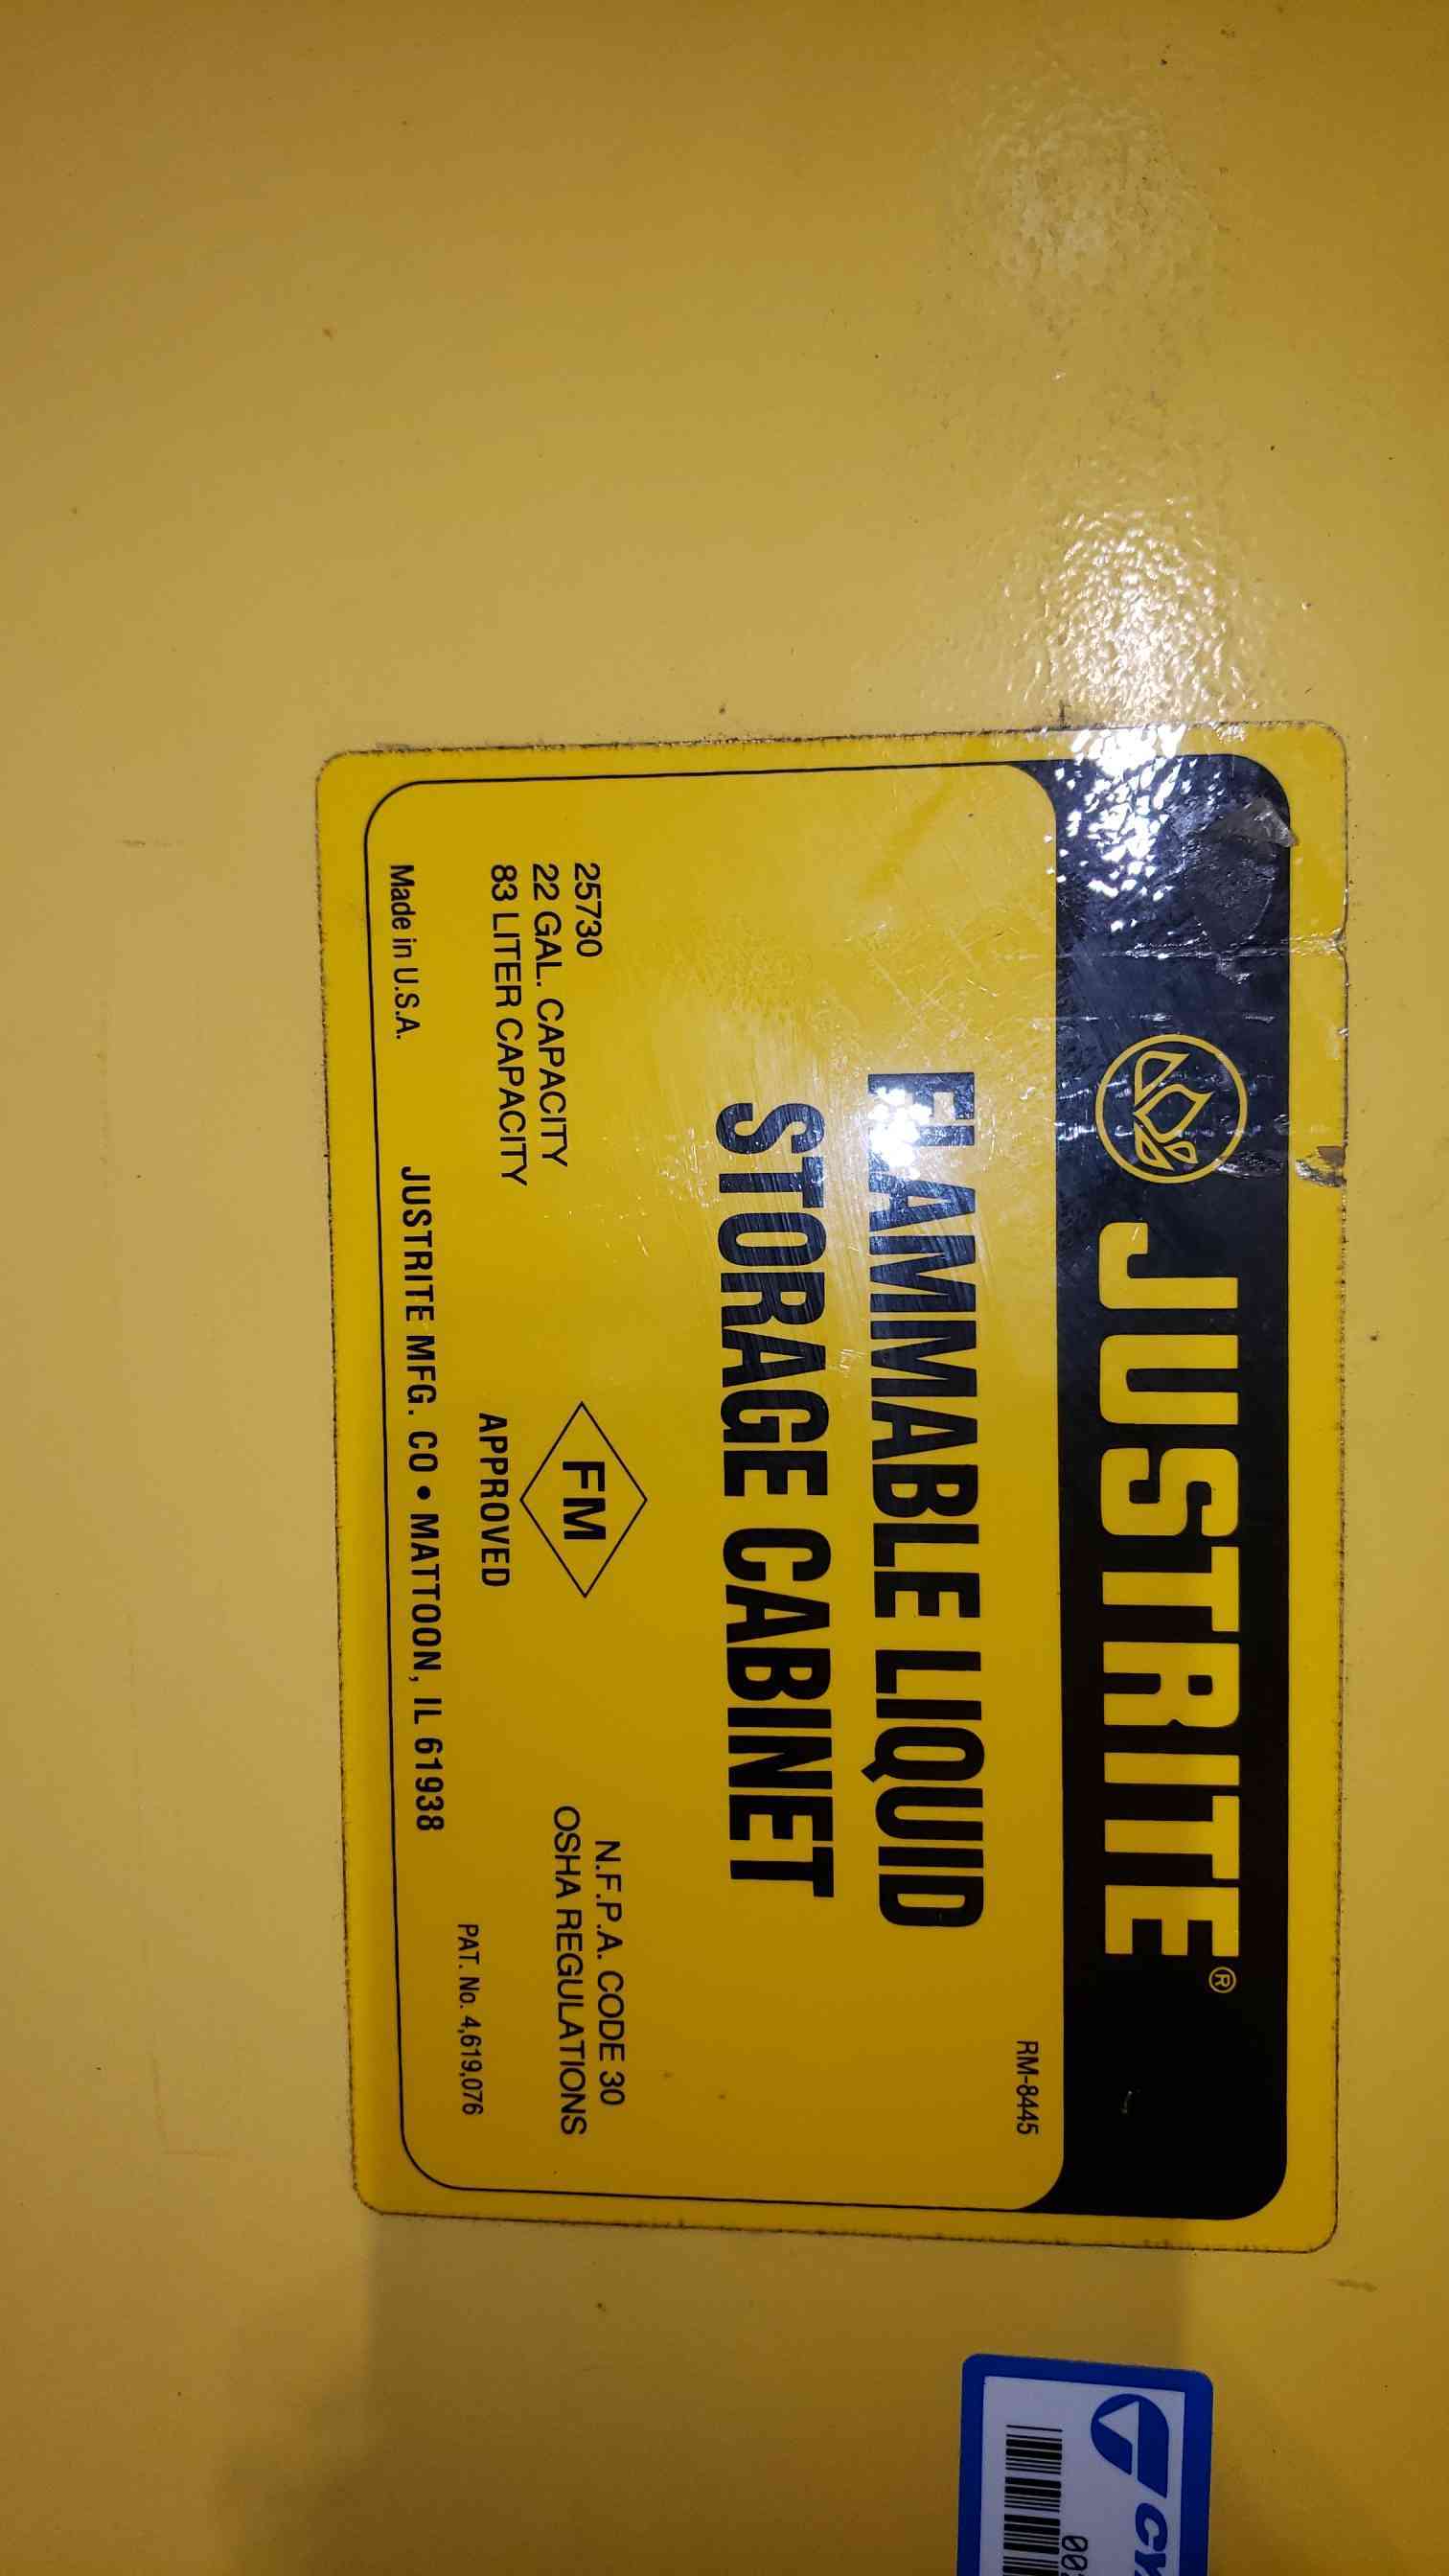 JUSTRITE®
RM-8445
FLAMMABLE LIQUID
STORAGE CABINET
25730
22 GAL. CAPACITY
83 LITER CAPACITY
FM
APPROVED
N.F.P.A. CODE 30
OSHA REGULATIONS
Made in U.S.A.
JUSTRITE MFG. CO • MATTOON, IL 61938
PAT. No. 4,619,076